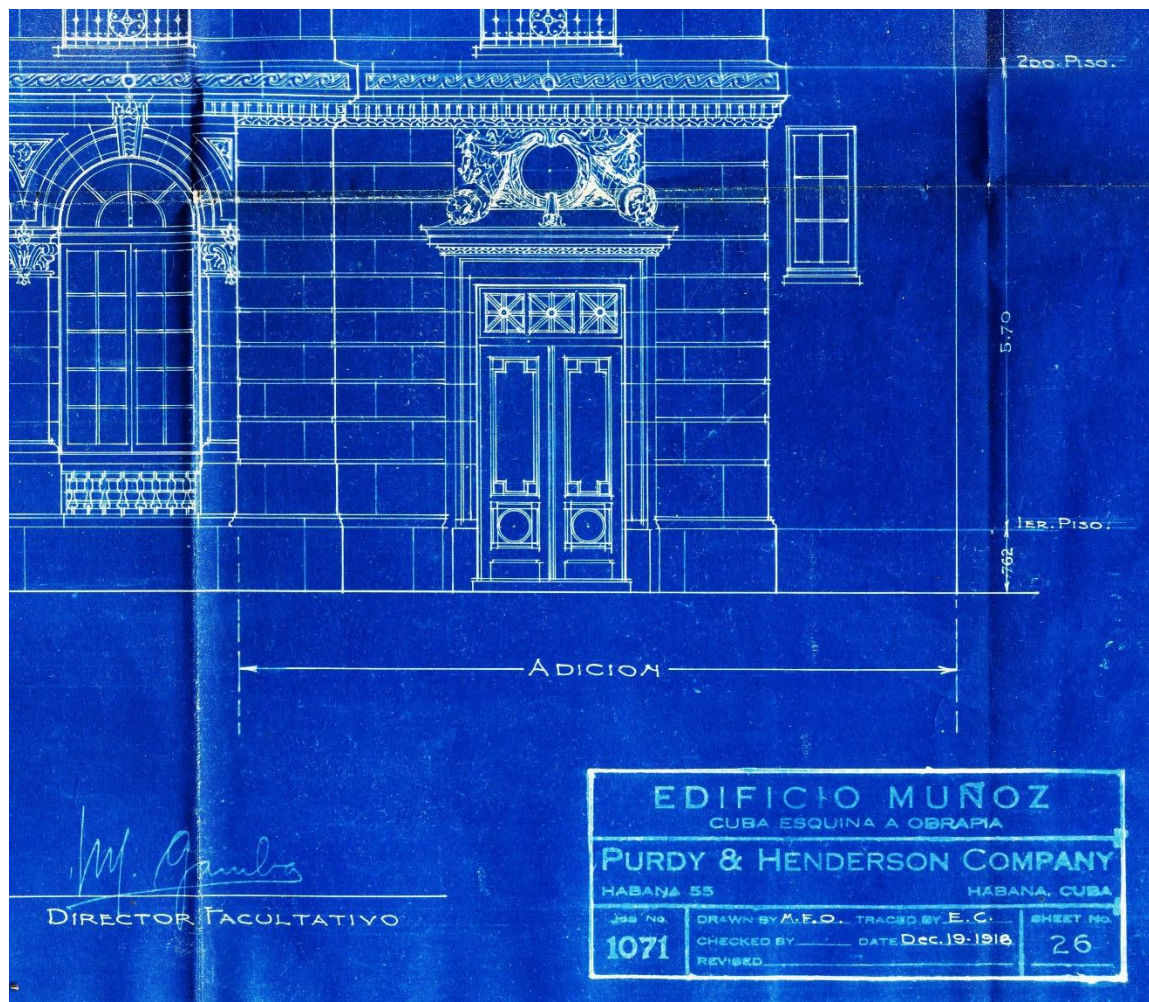 2DO. PISO.
5.70
1ER. PISO.
.762
ADICION
M. Gamba
DIRECTOR FACULTATIVO
EDIFICIO MUÑOZ
CUBA ESQUINA A OBRAPIA
PURDY & HENDERSON COMPANY
HABANA 55 HABANA, CUBA
JOB NO. 1071
DRAWN BY M.F.O. TRACED BY E.C.
CHECKED BY DATE Dec. 19-1918
REVISED
SHEET NO. 26